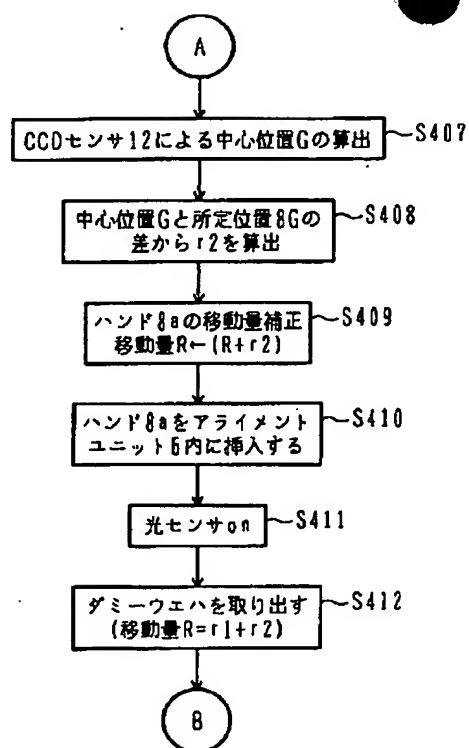 A
CCDセンサ12による中心位置Gの算出
S407
中心位置Gと所定位置8Gの
差からr2を算出
S408
ハンド8aの移動量補正
移動量R←(R+r2)
S409
ハンド8aをアライメント
ユニット6内に挿入する
S410
光センサon
S411
ダミーウエハを取り出す
(移動量R=r1+r2)
S412
B